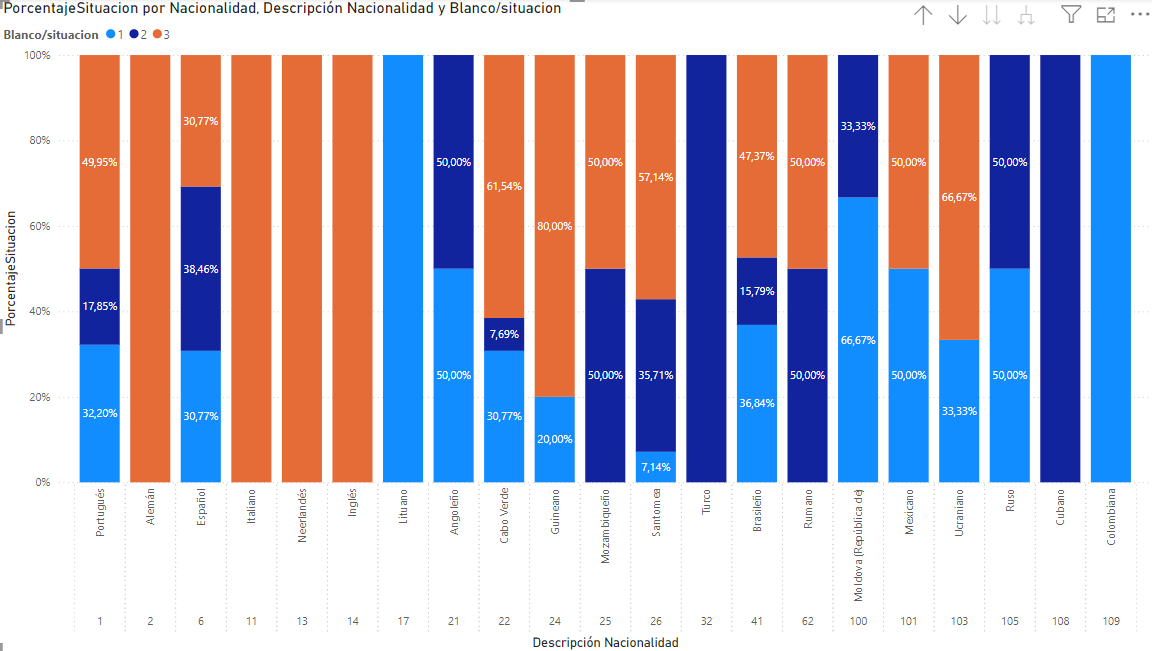 PorcentajeSituacion por Nacionalidad, Descripción Nacionalidad y Blanco/situacion
Blanco/situacion 1 2 3
PorcentajeSituacion
100%
80%
60%
40%
20%
0%
49,95%
17,85%
32,20%
30,77%
38,46%
30,77%
50,00%
50,00%
61,54%
7,69%
30,77%
80,00%
20,00%
50,00%
50,00%
57,14%
35,71%
7,14%
47,37%
15,79%
36,84%
50,00%
50,00%
33,33%
66,67%
50,00%
50,00%
66,67%
33,33%
50,00%
50,00%
Portugués
Alemán
Español
Italiano
Neerlandés
Inglés
Lituano
Angoleño
Cabo Verde
Guineano
Mozambiqueño
Santomea
Turco
Brasileño
Rumano
Moldova (República de)
Mexicano
Ucraniano
Ruso
Cubano
Colombiana
1 2 6 11 13 14 17 21 22 24 25 26 32 41 62 100 101 103 105 108 109
Descripción Nacionalidad